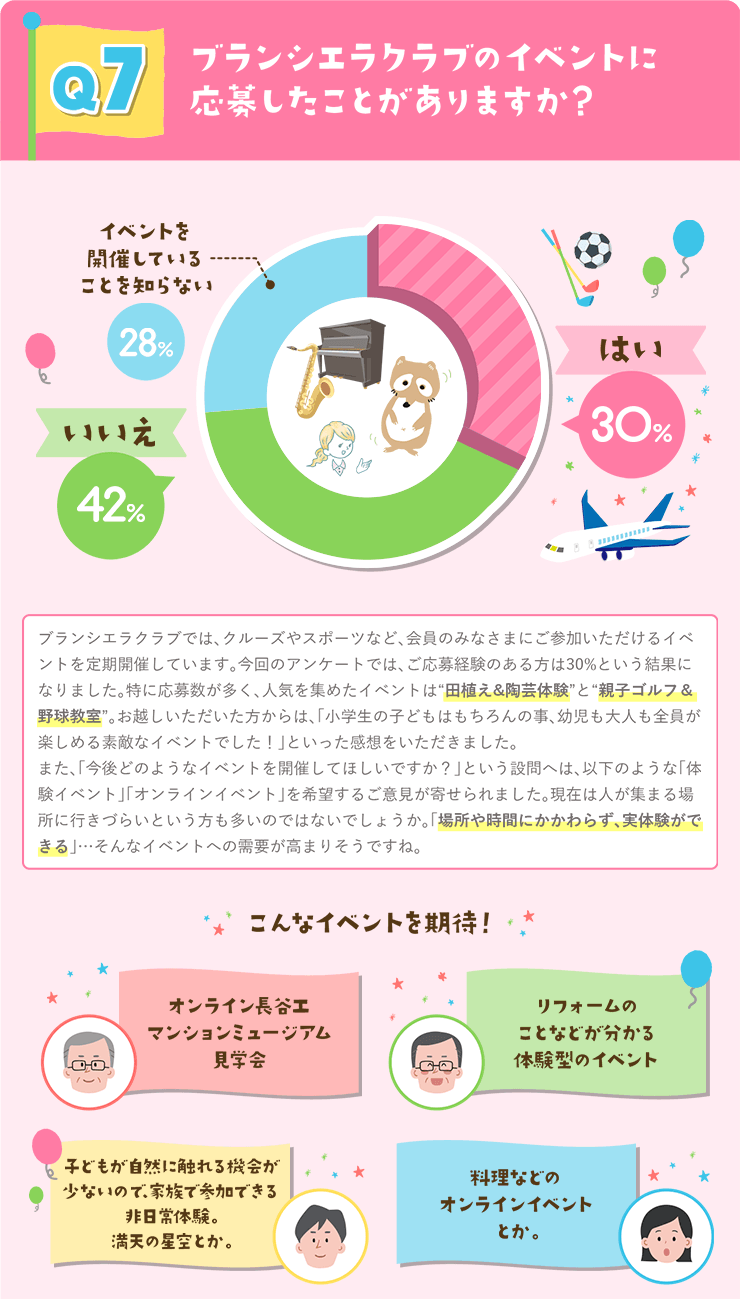 Q7
ブランシエラクラブのイベントに
応募したことがありますか？
イベントを
開催している
ことを知らない
28%
はい
30%
いいえ
42%
ブランシエラクラブでは、クルーズやスポーツなど、会員のみなさまにご参加いただけるイベ
ントを定期開催しています。今回のアンケートでは、ご応募経験のある方は30%という結果に
なりました。特に応募数が多く、人気を集めたイベントは“田植え&陶芸体験”と“親子ゴルフ&
野球教室”。お越しいただいた方からは、「小学生の子どもはもちろんの事、幼児も大人も全員が
楽しめる素敵なイベントでした！」といった感想をいただきました。
また、「今後どのようなイベントを開催してほしいですか？」という設問へは、以下のような「体
験イベント」「オンラインイベント」を希望するご意見が寄せられました。現在は人が集まる場
所に行きづらいという方も多いのではないでしょうか。「場所や時間にかかわらず、実体験がで
きる」…そんなイベントへの需要が高まりそうですね。
こんなイベントを期待！
オンライン長谷工
マンションミュージアム
見学会
リフォームの
ことなどが分かる
体験型のイベント
子どもが自然に触れる機会が
少ないので、家族で参加できる
非日常体験。
満天の星空とか。
料理などの
オンラインイベント
とか。